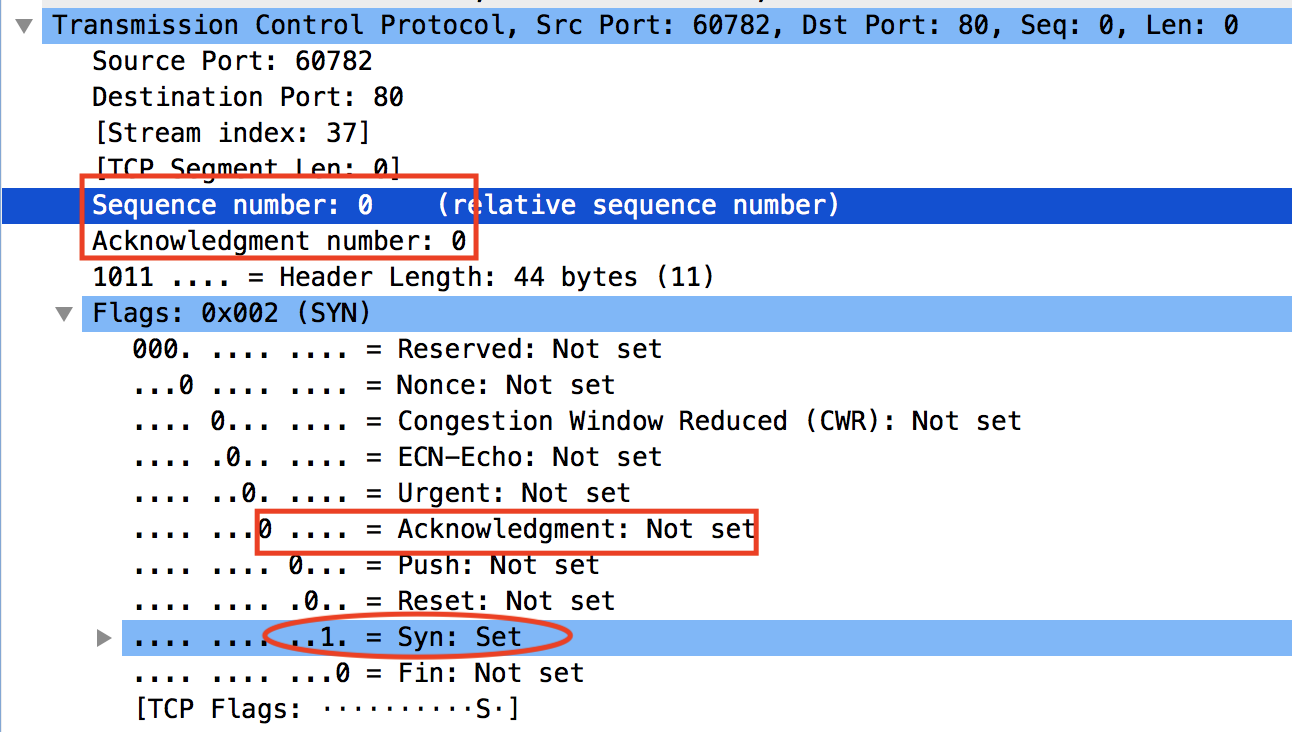 Transmission Control Protocol, Src Port: 60782, Dst Port: 80, Seq: 0, Len: 0
Source Port: 60782
Destination Port: 80
[Stream index: 37]
[TCP Segment Len: 0]
Sequence number: 0    (relative sequence number)
Acknowledgment number: 0
1011 .... = Header Length: 44 bytes (11)
Flags: 0x002 (SYN)
000. .... .... = Reserved: Not set
...0 .... .... = Nonce: Not set
.... 0... .... = Congestion Window Reduced (CWR): Not set
.... .0.. .... = ECN-Echo: Not set
.... ..0. .... = Urgent: Not set
.... ...0 .... = Acknowledgment: Not set
.... .... 0... = Push: Not set
.... .... .0.. = Reset: Not set
.... .... ..1. = Syn: Set
.... .... ...0 = Fin: Not set
[TCP Flags: ··········S·]